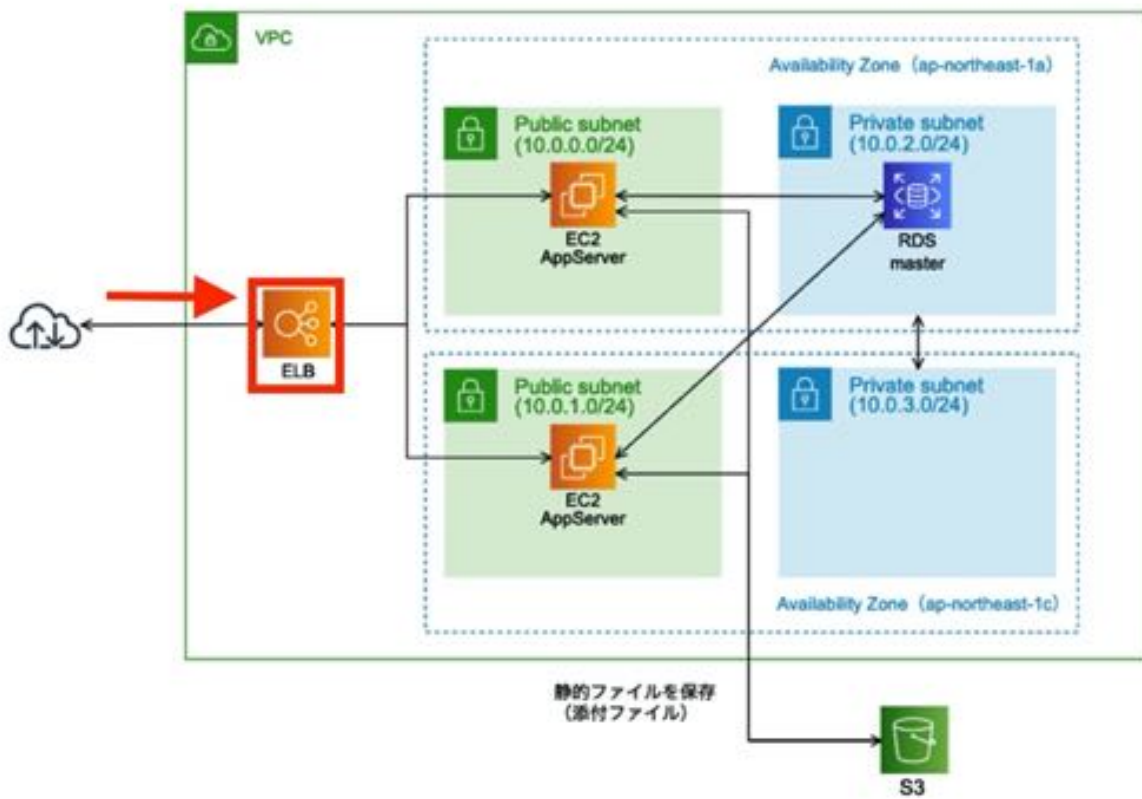 VPC
Availability Zone（ap-northeast-1a）
Public subnet
(10.0.0.0/24)
Private subnet
(10.0.2.0/24)
EC2
AppServer
RDS
master
ELB
Public subnet
(10.0.1.0/24)
Private subnet
(10.0.3.0/24)
EC2
AppServer
Availability Zone（ap-northeast-1c）
静的ファイルを保存
（添付ファイル）
S3